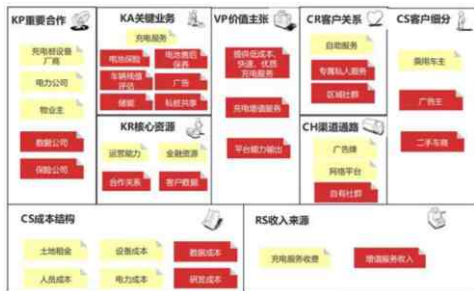 KP重要合作
充电桩设备
厂商
电力公司
物业主
数据公司
保险公司
KA关键业务
充电服务
电池保险
电池售后
保养
车辆残值
评估
广告
储能
私桩共享
KR核心资源
运营能力
金融资源
合作关系
客户数据
VP价值主张
提供低成本、
快速、优质
充电服务
充电增值服务
平台能力输出
CR客户关系
自助服务
专属私人服务
区域社群
CH渠道通路
广告牌
网络平台
自有社群
CS客户细分
乘用车主
广告主
二手车商
CS成本结构
土地租金
设备成本
数据成本
人员成本
电力成本
研发成本
RS收入来源
充电服务收费
增值服务收入